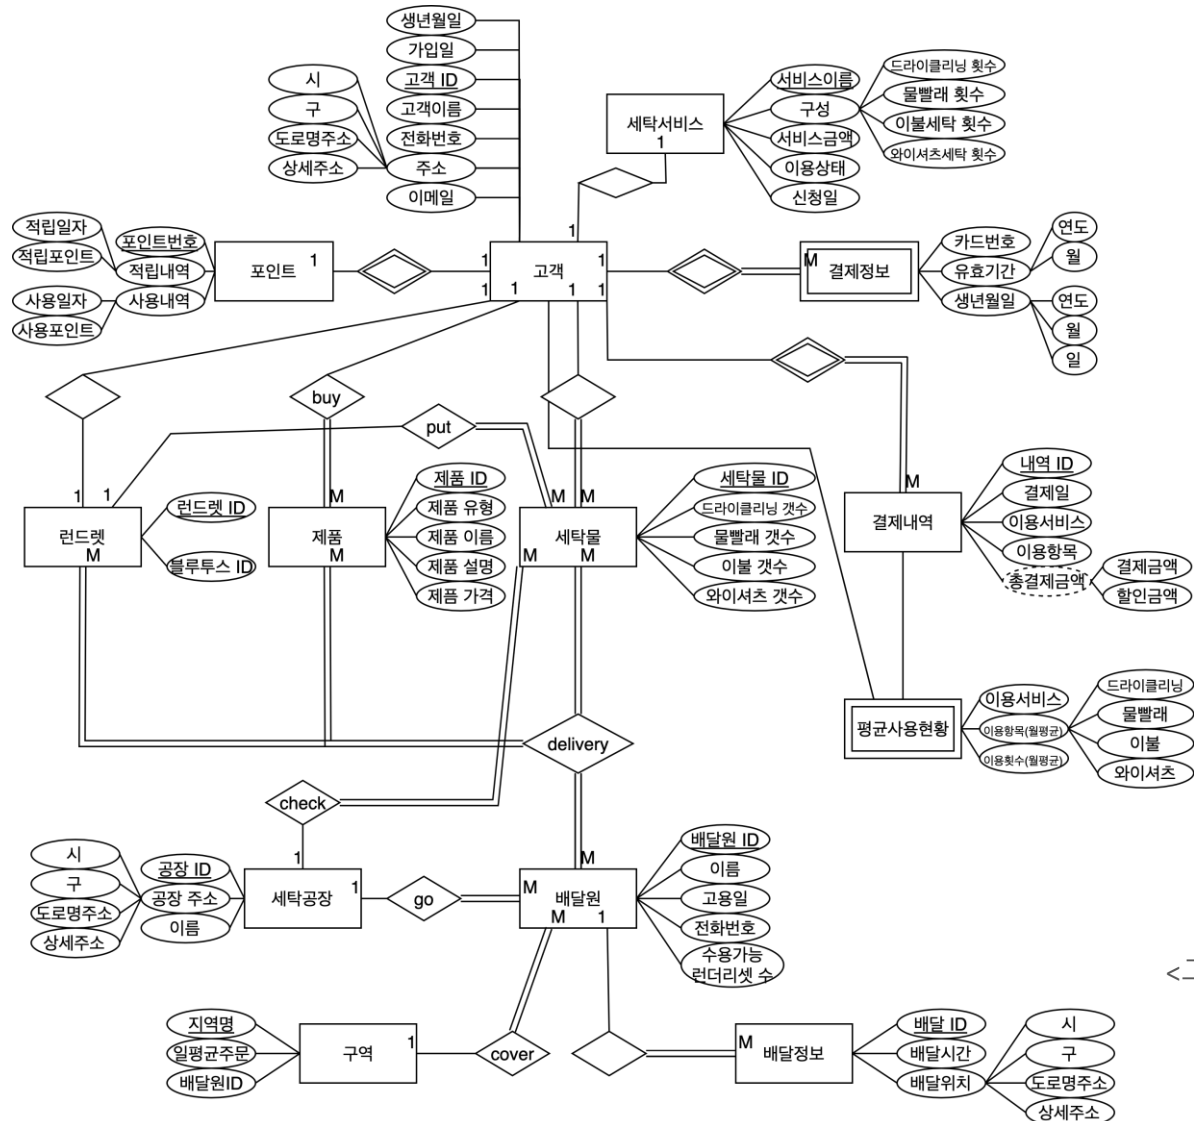 생년월일
가입일
고객 ID
고객이름
전화번호
주소
이메일
시
구
도로명주소
상세주소
세탁서비스
1
서비스이름
구성
서비스금액
이용상태
신청일
드라이클리닝 횟수
물빨래 횟수
이불세탁 횟수
와이셔츠세탁 횟수
적립일자
적립포인트
사용일자
사용포인트
포인트번호
적립내역
사용내역
포인트
1
1
고객
1
1
1
1
1
1
M
결제정보
카드번호
유효기간
생년월일
연도
월
연도
월
일
buy
put
1
1
런드렛
M
런드렛 ID
블루투스 ID
M
제품
M
제품 ID
제품 유형
제품 이름
제품 설명
제픔 가격
M
M
세탁물
M
M
세탁물 ID
드라이클리닝 갯수
물빨래 갯수
이불 갯수
와이셔츠 갯수
M
결제내역
내역 ID
결제일
이용서비스
이용항목
총결제금액
결제금액
할인금액
평균사용현황
이용서비스
이용항목(월평균)
이용횟수(월평균)
드라이클리닝
물빨래
이불
와이셔츠
delivery
check
시
구
도로명주소
상세주소
공장 ID
공장 주소
이름
1
세탁공장
1
go
M
M
배달원
M
1
배달원 ID
이름
고용일
전화번호
수용가능
런더리셋 수
지역명
일평균주문
배달원ID
구역
1
cover
M
배달정보
배달 ID
배달시간
배달위치
시
구
도로명주소
상세주소